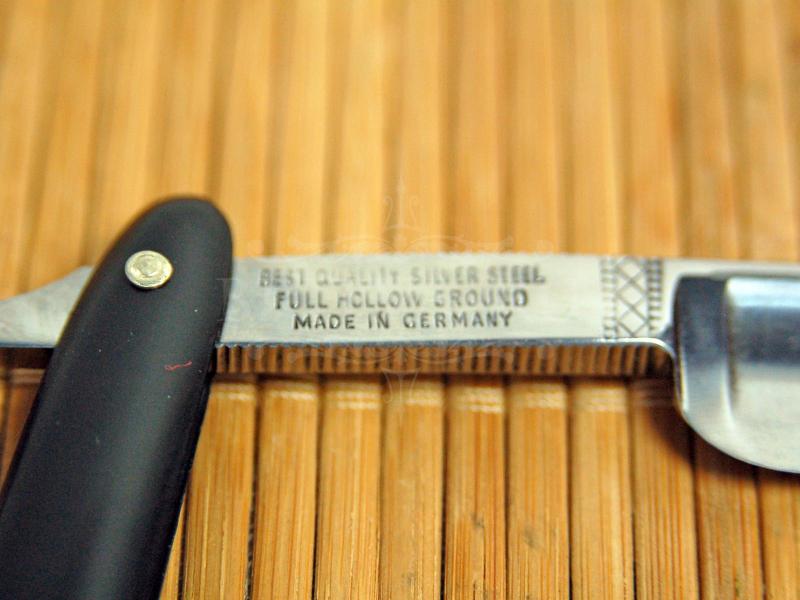 BEST QUALITY SILVER STEEL
FULL HOLLOW GROUND
MADE IN GERMANY